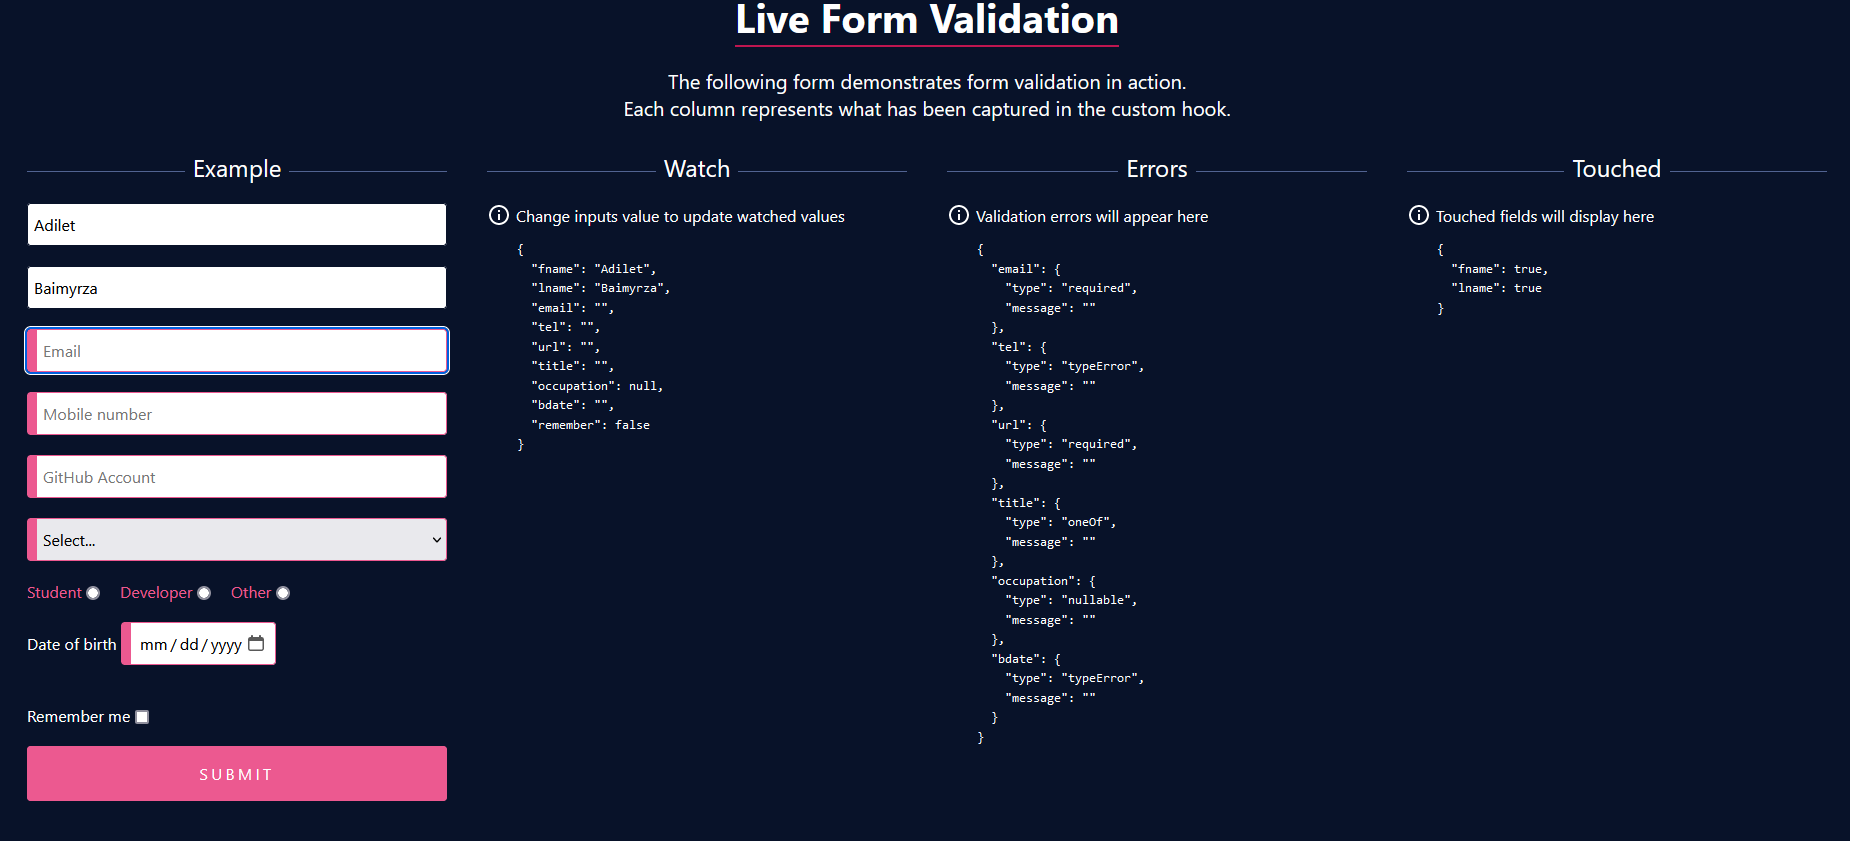 Live Form Validation
The following form demonstrates form validation in action.
Each column represents what has been captured in the custom hook.
Example
Adilet
Baimyrza
Email
Mobile number
GitHub Account
Select...
Student Developer Other
Date of birth mm/dd/yyyy
Remember me
SUBMIT
Watch
Change inputs value to update watched values
{
"fname": "Adilet",
"lname": "Baimyrza",
"email": "",
"tel": "",
"url": "",
"title": "",
"occupation": null,
"bdate": "",
"remember": false
}
Errors
Validation errors will appear here
{
"email": {
"type": "required",
"message": ""
},
"tel": {
"type": "typeError",
"message": ""
},
"url": {
"type": "required",
"message": ""
},
"title": {
"type": "oneOf",
"message": ""
},
"occupation": {
"type": "nullable",
"message": ""
},
"bdate": {
"type": "typeError",
"message": ""
}
}
Touched
Touched fields will display here
{
"fname": true,
"lname": true
}